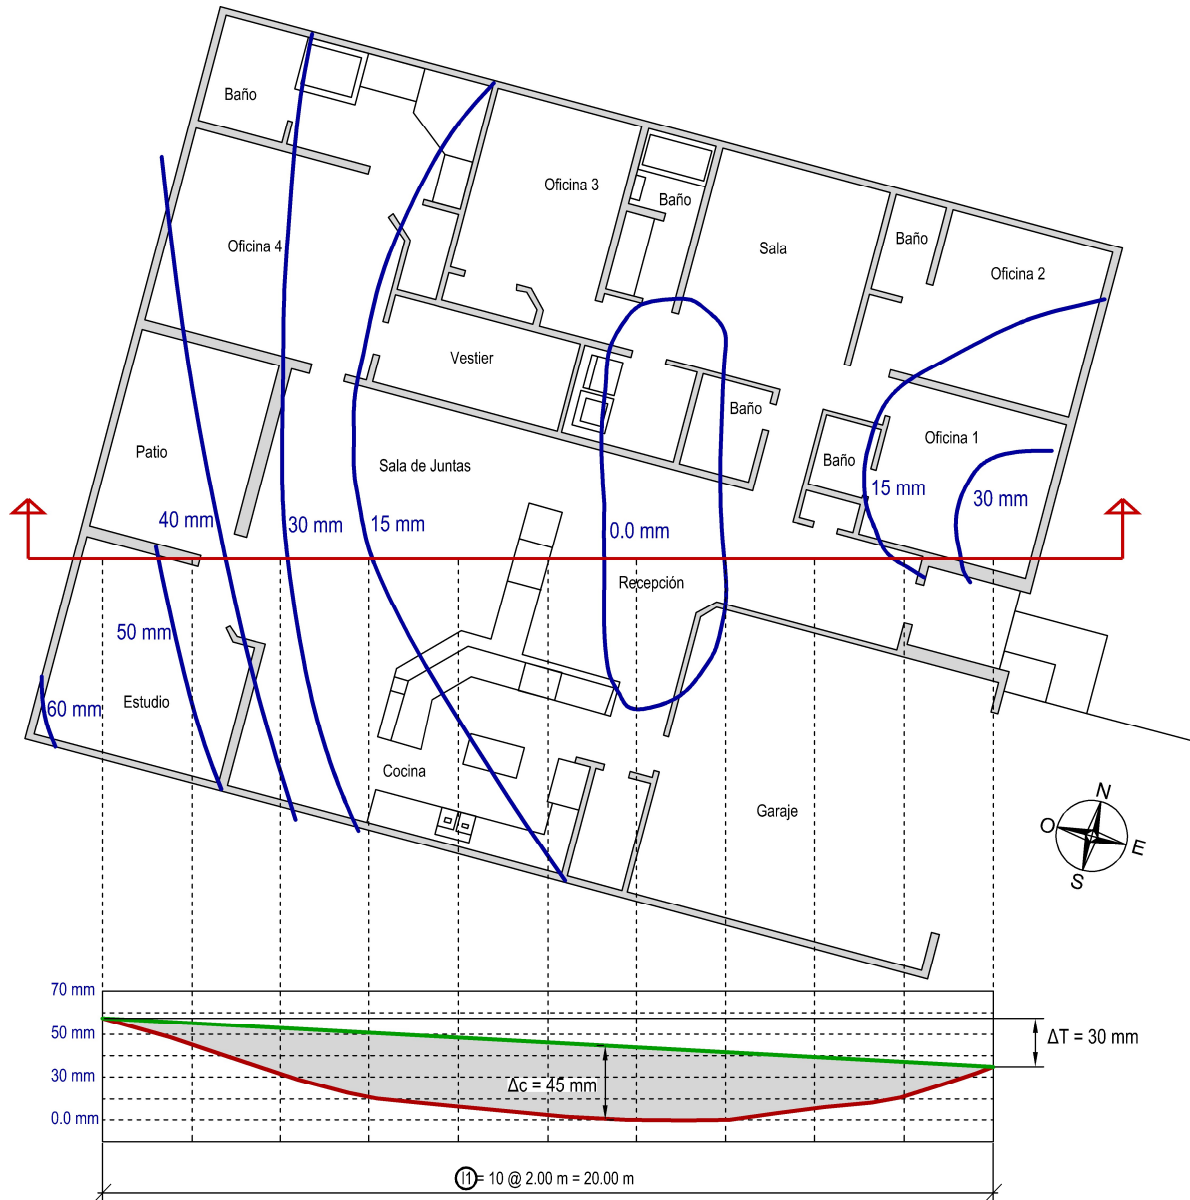 Baño
Oficina 3
Baño
Oficina 4
Sala
Baño
Oficina 2
Vestier
Baño
Oficina 1
Patio
Sala de Juntas
Baño
15 mm
30 mm
40 mm
30 mm
15 mm
0.0 mm
Recepción
50 mm
Estudio
60 mm
Cocina
Garaje
N
O
E
S
70 mm
50 mm
ΔT = 30 mm
30 mm
Δc = 45 mm
0.0 mm
l1 = 10 @ 2.00 m = 20.00 m